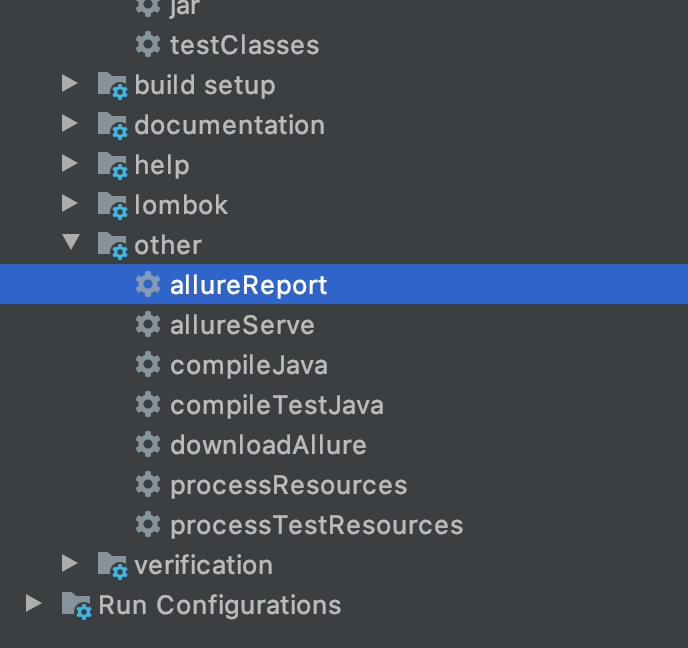 jar
testClasses
build setup
documentation
help
lombok
other
allureReport
allureServe
compileJava
compileTestJava
downloadAllure
processResources
processTestResources
verification
Run Configurations